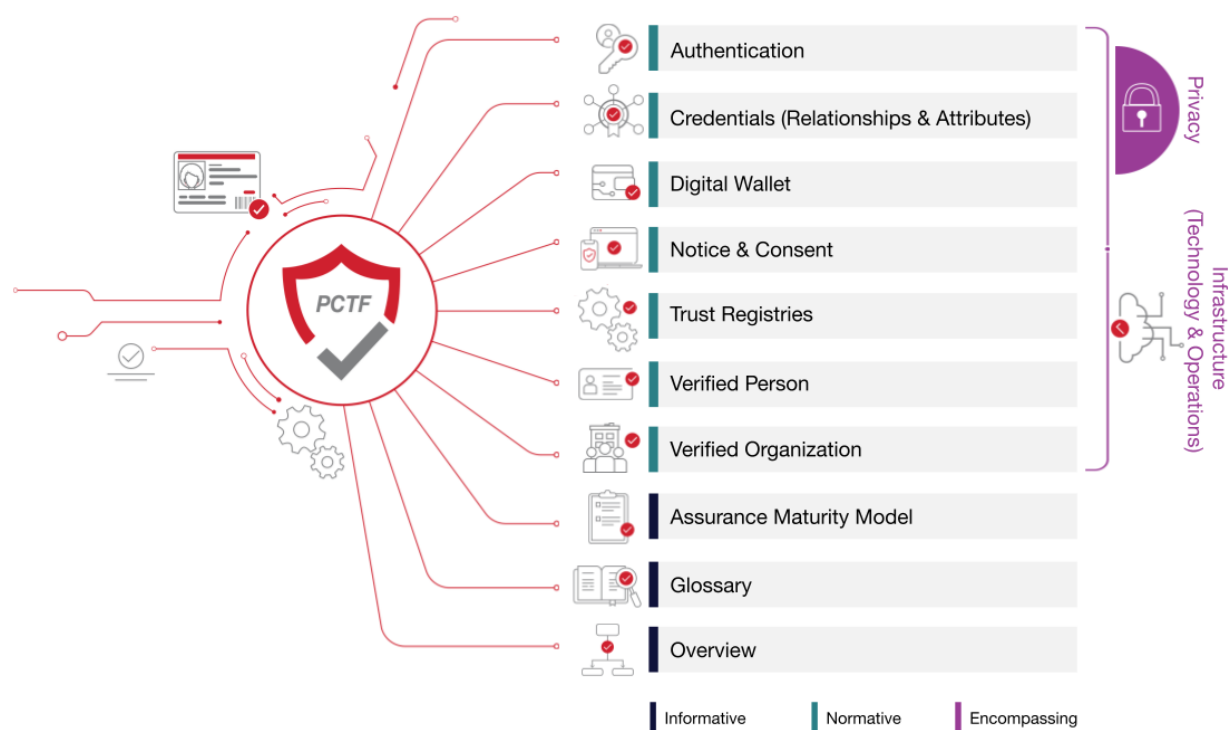 PCTF
Authentication
Credentials (Relationships & Attributes)
Digital Wallet
Notice & Consent
Trust Registries
Verified Person
Verified Organization
Assurance Maturity Model
Glossary
Overview
Privacy
Infrastructure
(Technology & Operations)
Informative
Normative
Encompassing